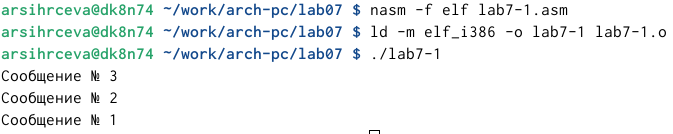 arsihrceva@dk8n74 ~/work/arch-pc/lab07 $ nasm -f elf lab7-1.asm
arsihrceva@dk8n74 ~/work/arch-pc/lab07 $ ld -m elf_i386 -o lab7-1 lab7-1.o
arsihrceva@dk8n74 ~/work/arch-pc/lab07 $ ./lab7-1
Сообщение № 3
Сообщение № 2
Сообщение № 1